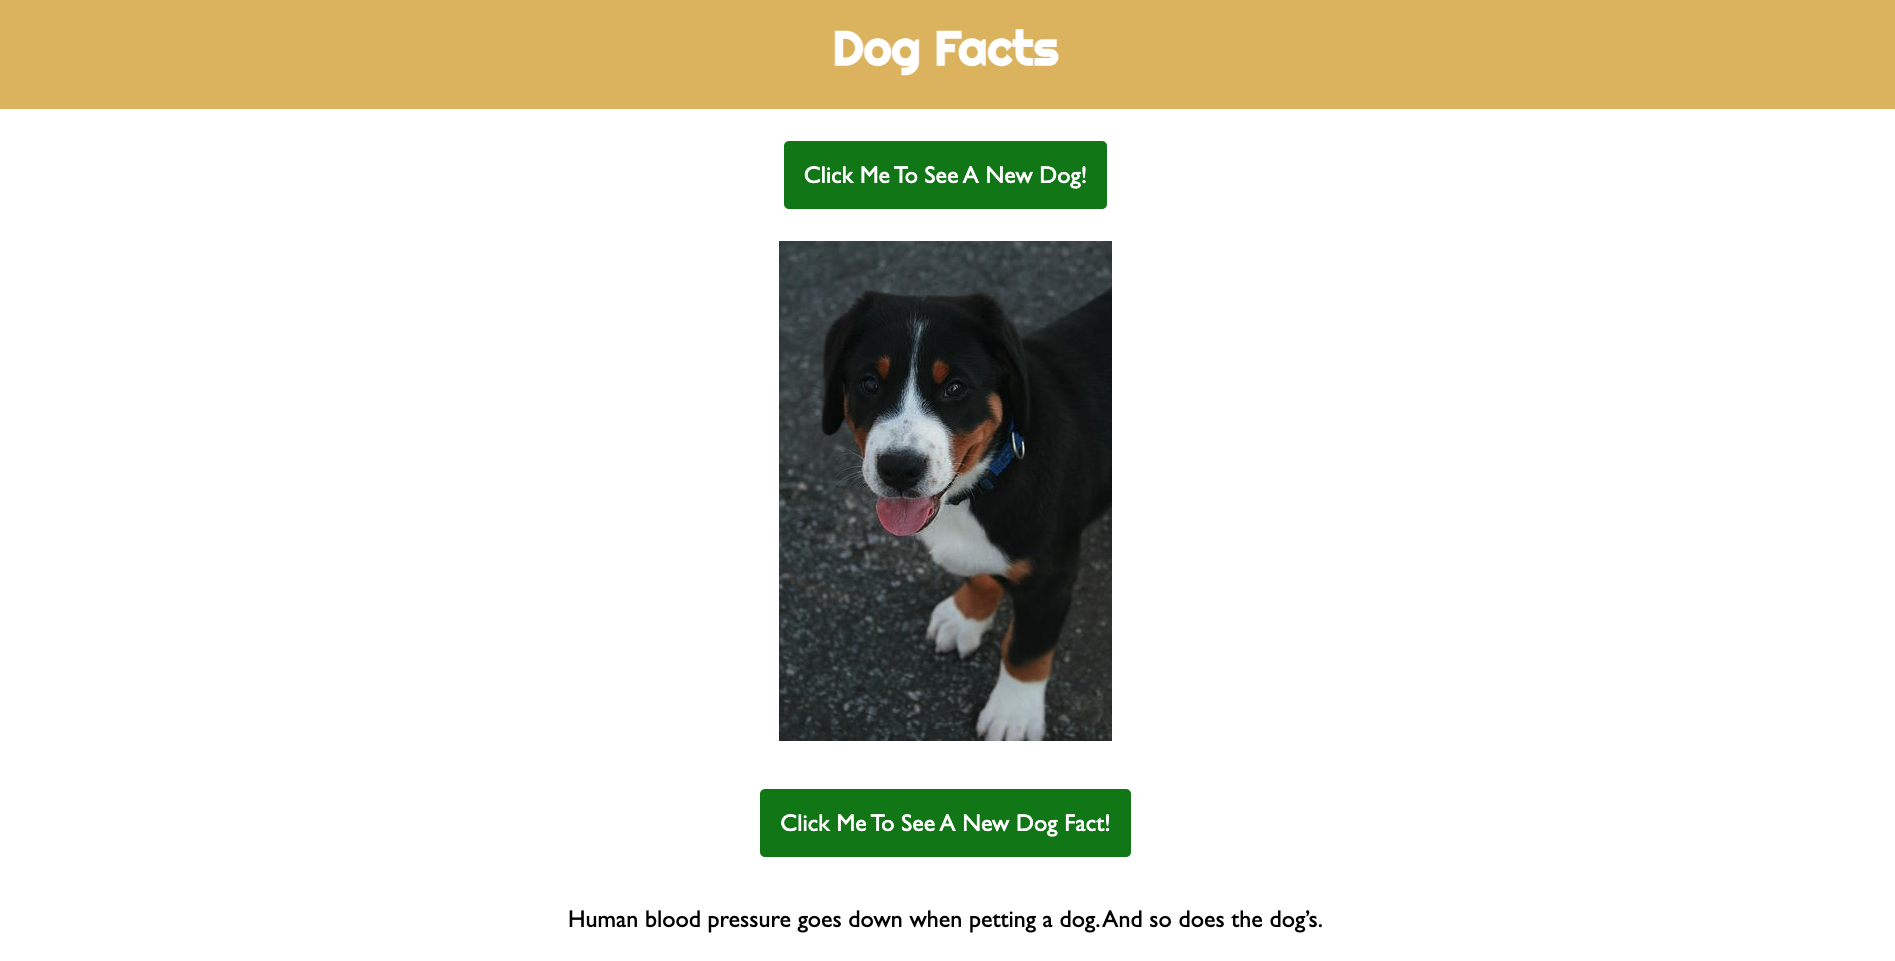 Dog Facts
Click Me To See A New Dog!
Click Me To See A New Dog Fact!
Human blood pressure goes down when petting a dog. And so does the dog’s.